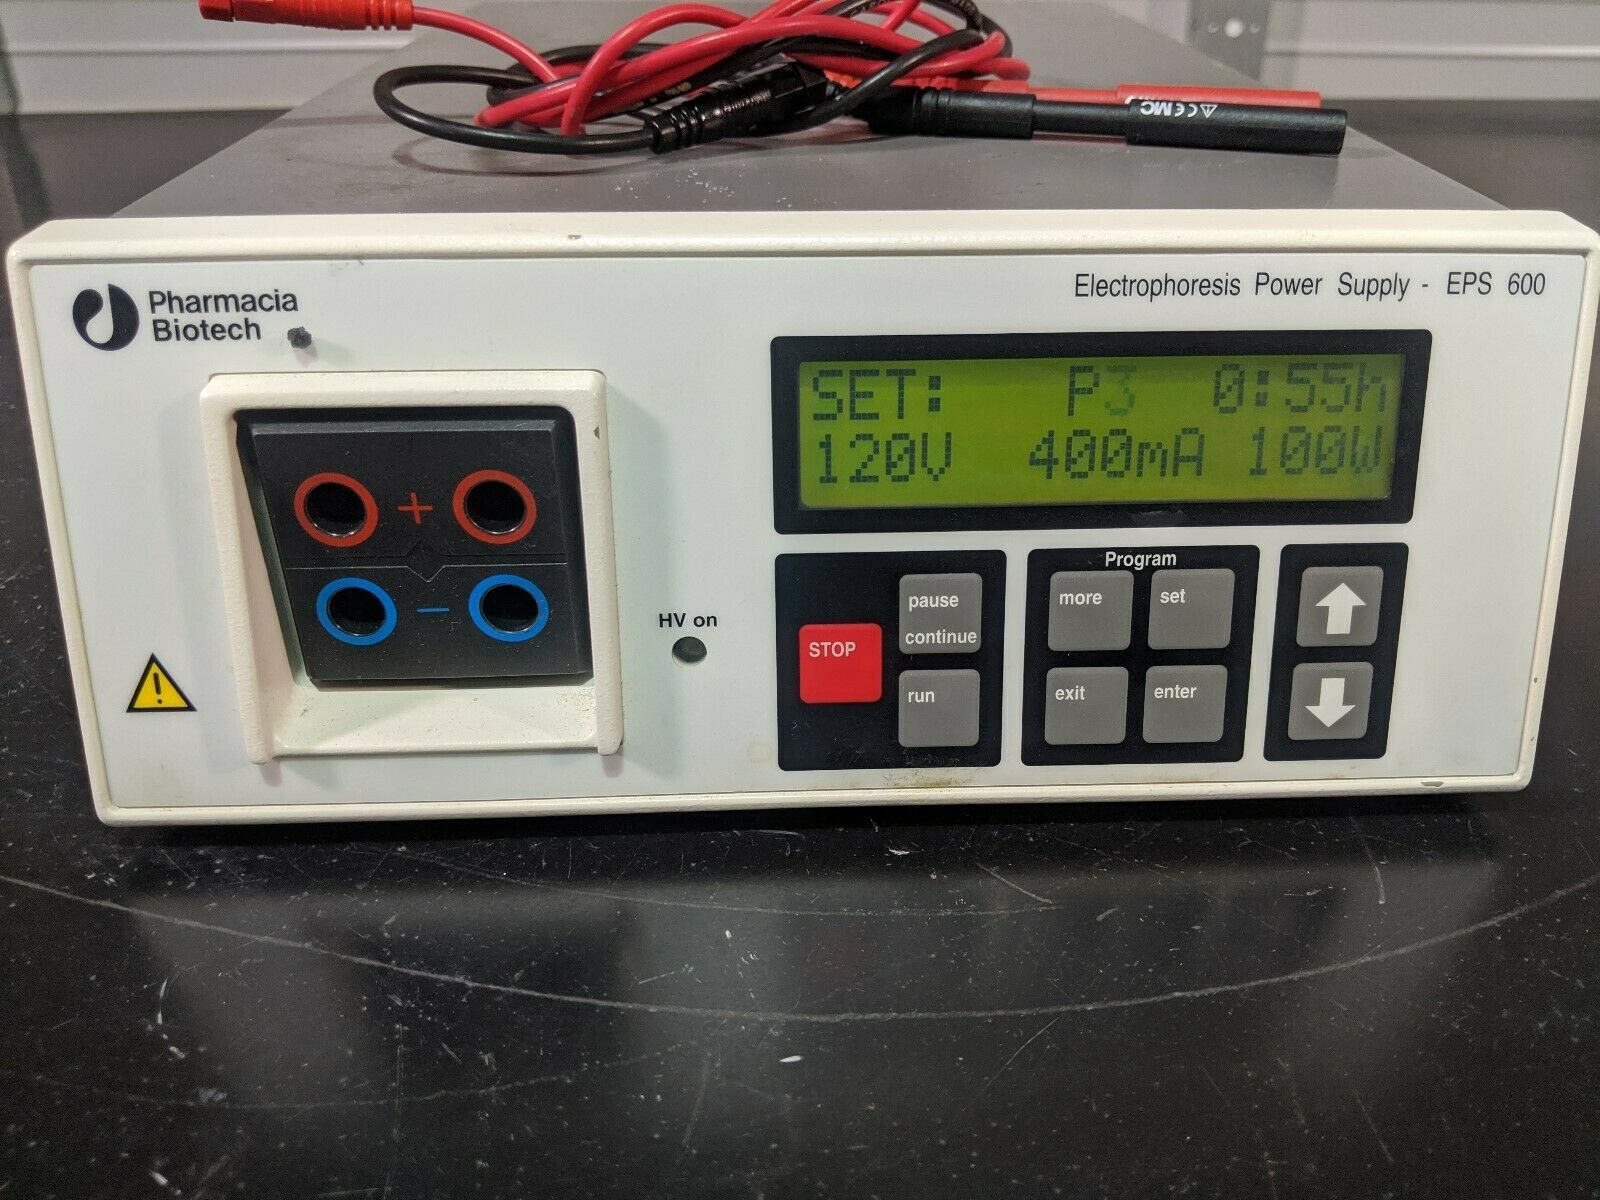 MC CE
Pharmacia
Biotech
Electrophoresis Power Supply - EPS 600
SET: P3 0:55h
120V 400mA 100W
+
−
HV on
STOP
pause
continue
run
Program
more
set
exit
enter